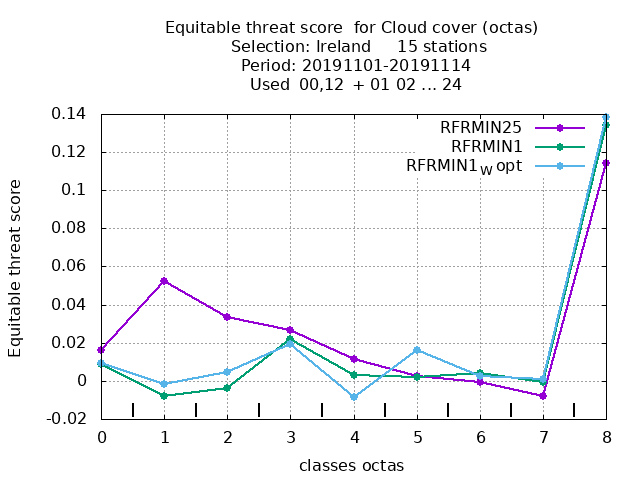 Equitable threat score  for Cloud cover (octas)
Selection: Ireland     15 stations
Period: 20191101-20191114
Used  00,12  + 01 02 ... 24
RFRMIN25
RFRMIN1
RFRMIN1w opt
Equitable threat score
0.14
0.12
0.1
0.08
0.06
0.04
0.02
0
-0.02
0 1 2 3 4 5 6 7 8
classes octas